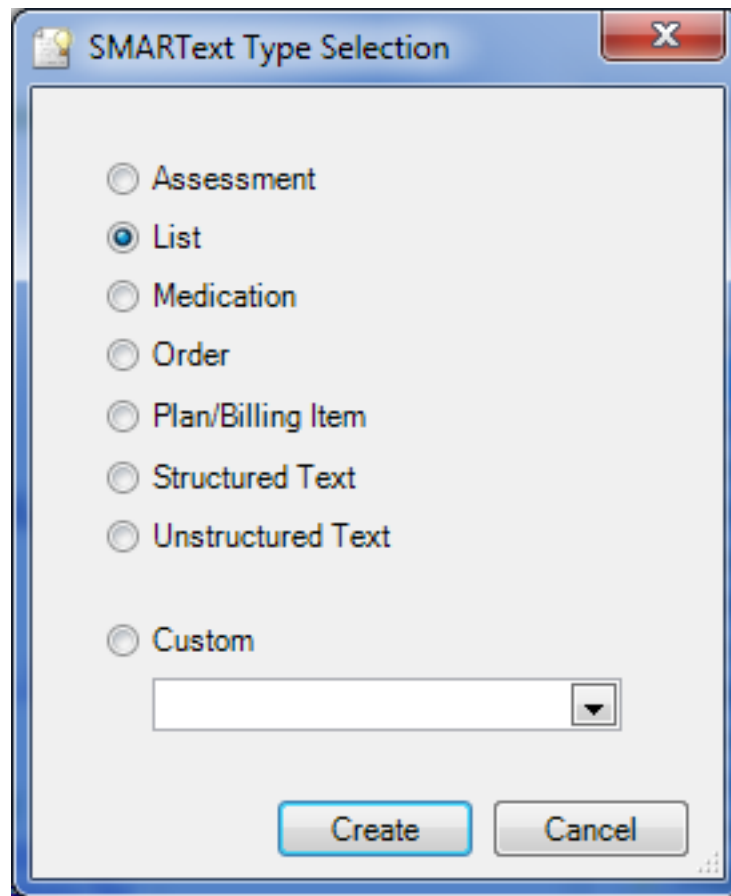 SMARText Type Selection
Assessment
List
Medication
Order
Plan/Billing Item
Structured Text
Unstructured Text
Custom
Create Cancel